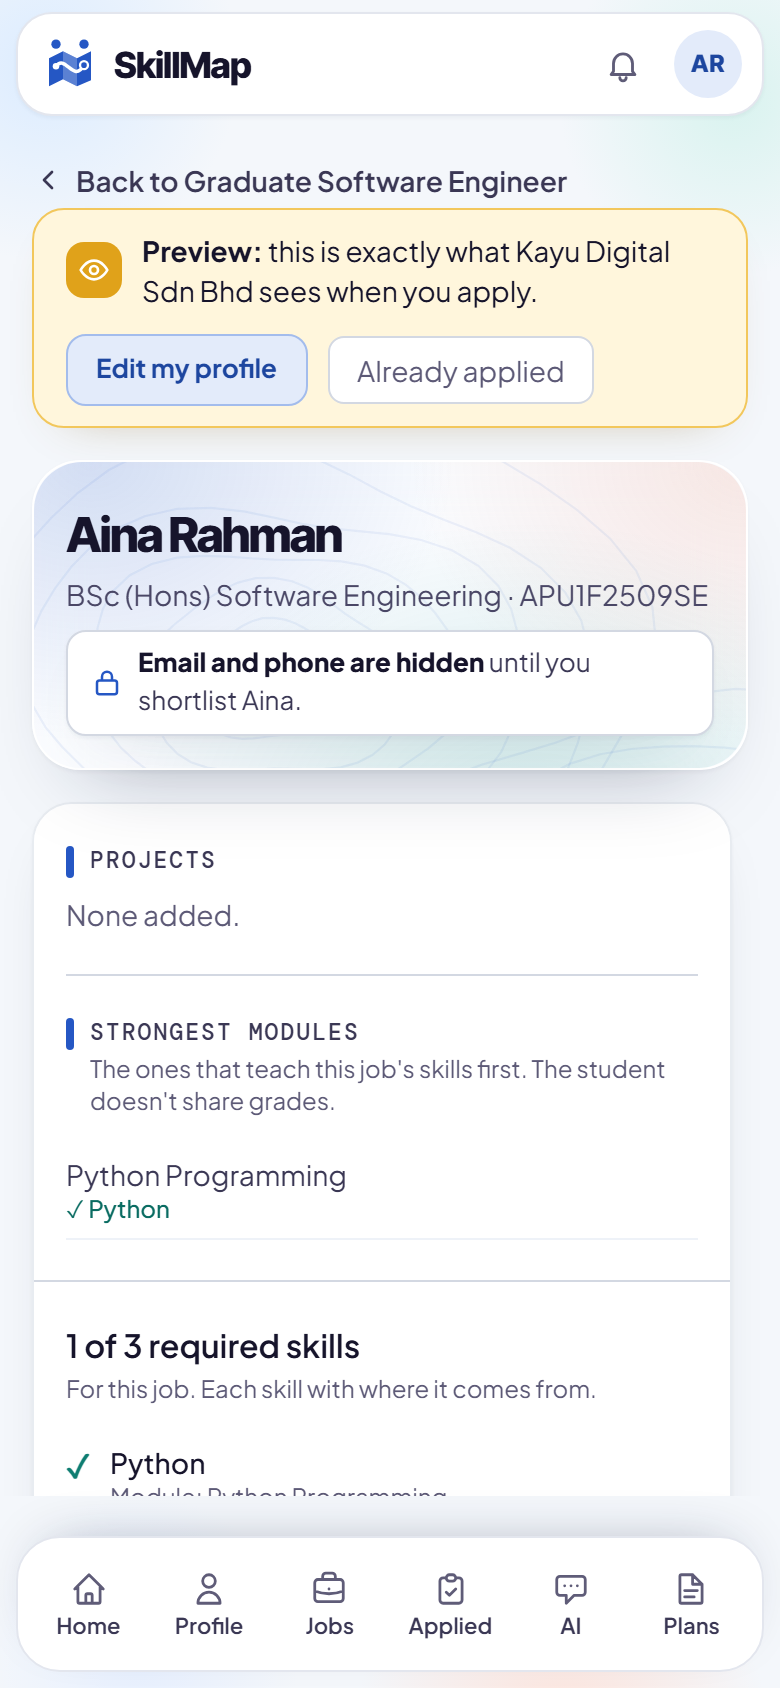 SkillMap
AR
Back to Graduate Software Engineer
Preview: this is exactly what Kayu Digital
Sdn Bhd sees when you apply.
Edit my profile
Already applied
Aina Rahman
BSc (Hons) Software Engineering · APU1F2509SE
Email and phone are hidden until you
shortlist Aina.
PROJECTS
None added.
STRONGEST MODULES
The ones that teach this job's skills first. The student
doesn't share grades.
Python Programming
✓ Python
1 of 3 required skills
For this job. Each skill with where it comes from.
✓ Python
Module: Python Programming
Home
Profile
Jobs
Applied
AI
Plans